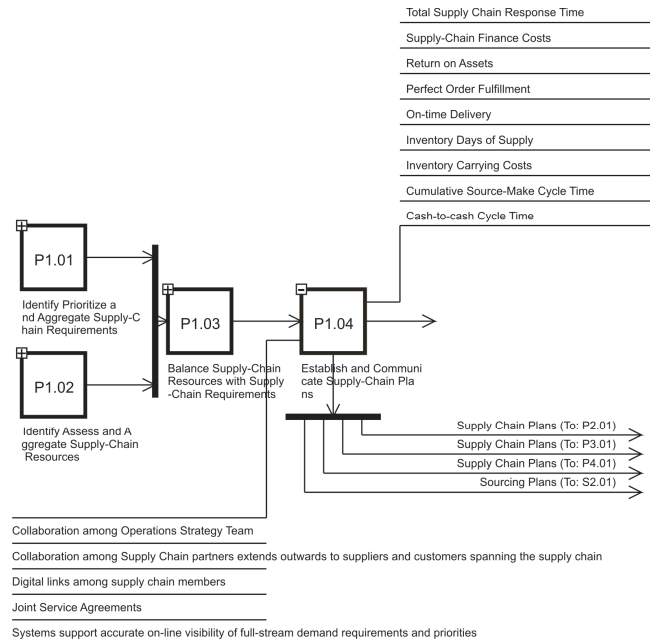 Total Supply Chain Response Time
Supply-Chain Finance Costs
Return on Assets
Perfect Order Fulfillment
On-time Delivery
Inventory Days of Supply
Inventory Carrying Costs
Cumulative Source-Make Cycle Time
Cash-to-cash Cycle Time
P1.01
Identify Prioritize a
nd Aggregate Supply-C
hain Requirements
P1.03
Balance Supply-Chain
Resources with Supply
-Chain Requirements
P1.04
Establish and Communi
cate Supply-Chain Pla
ns
P1.02
Identify Assess and A
ggregate Supply-Chain
Resources
Supply Chain Plans (To: P2.01)
Supply Chain Plans (To: P3.01)
Supply Chain Plans (To: P4.01)
Sourcing Plans (To: S2.01)
Collaboration among Operations Strategy Team
Collaboration among Supply Chain partners extends outwards to suppliers and customers spanning the supply chain
Digital links among supply chain members
Joint Service Agreements
Systems support accurate on-line visibility of full-stream demand requirements and priorities